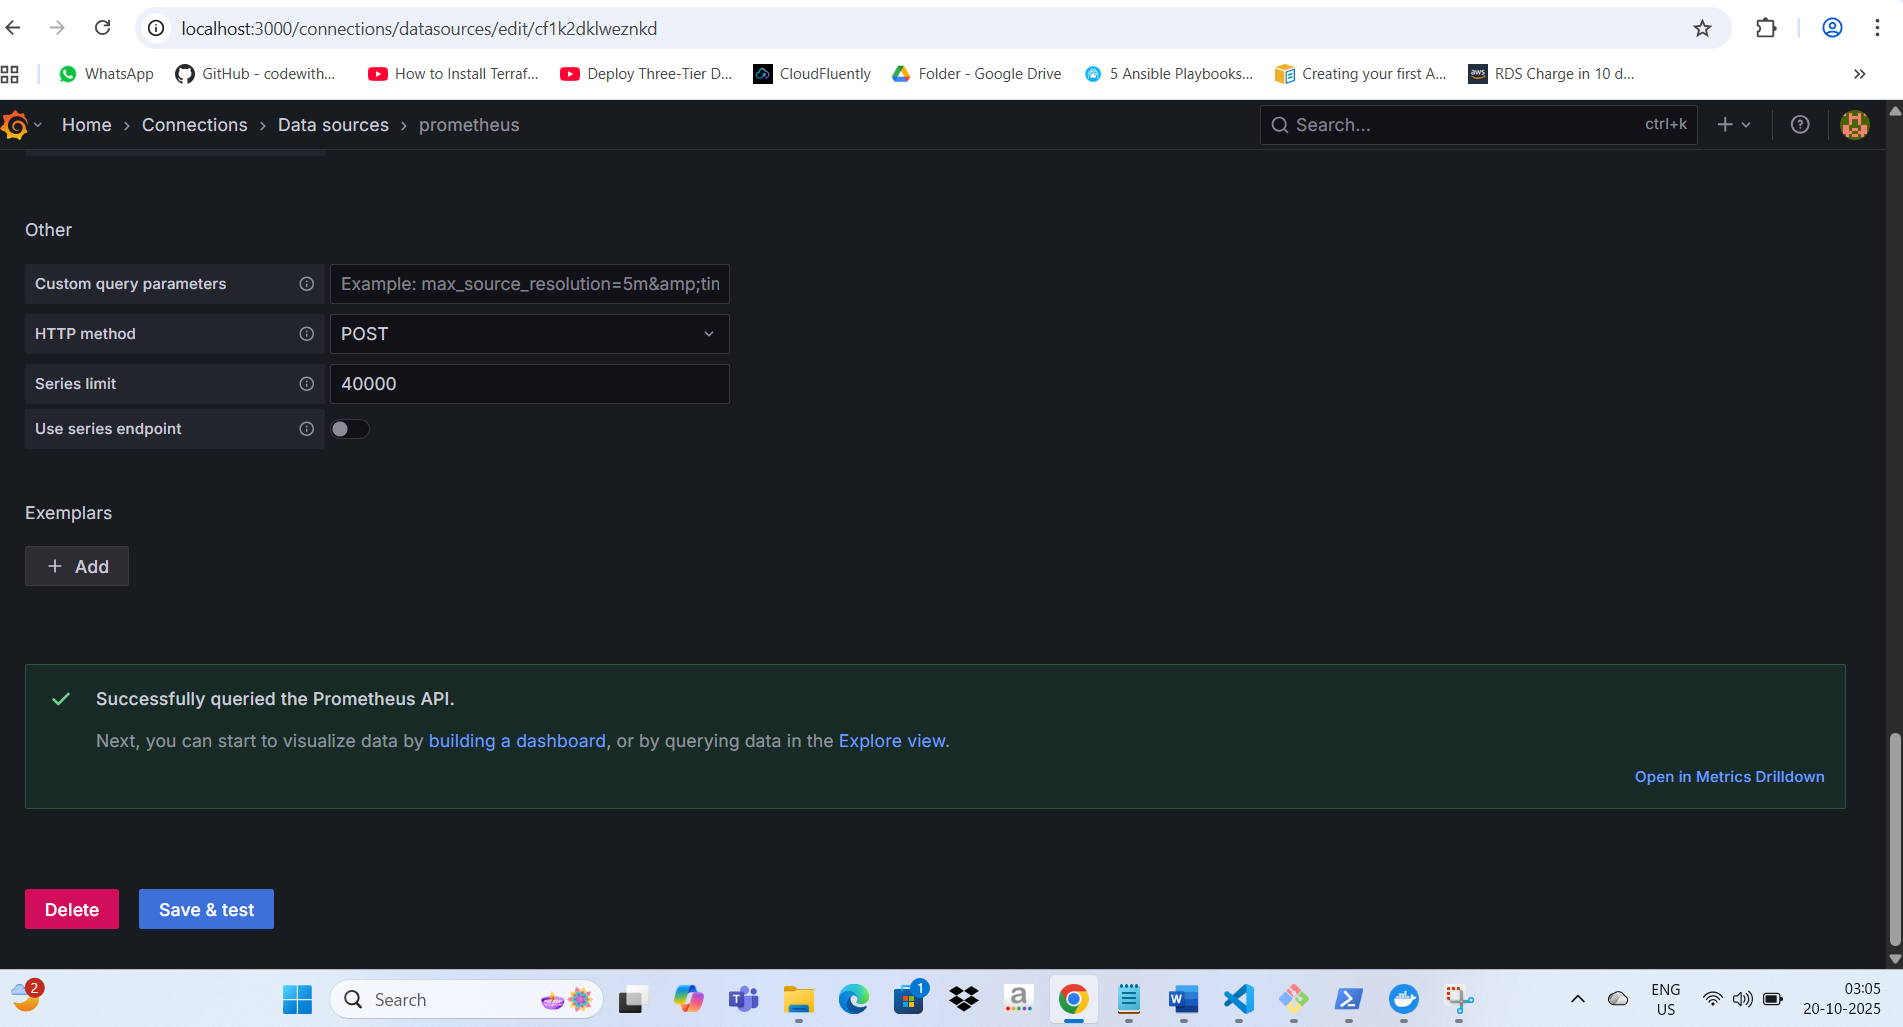 localhost:3000/connections/datasources/edit/cf1k2dklweznkd
WhatsApp GitHub - codewith... How to Install Terraf... Deploy Three-Tier D... CloudFluently Folder - Google Drive 5 Ansible Playbooks... Creating your first A... aws RDS Charge in 10 d...
Home › Connections › Data sources › prometheus Search... ctrl+k
Other
Custom query parameters Example: max_source_resolution=5m&amp;tim
HTTP method POST
Series limit 40000
Use series endpoint
Exemplars
+ Add
Successfully queried the Prometheus API.
Next, you can start to visualize data by building a dashboard, or by querying data in the Explore view.
Open in Metrics Drilldown
Delete Save & test
2 Search 1 ENG 03:05
US 20-10-2025